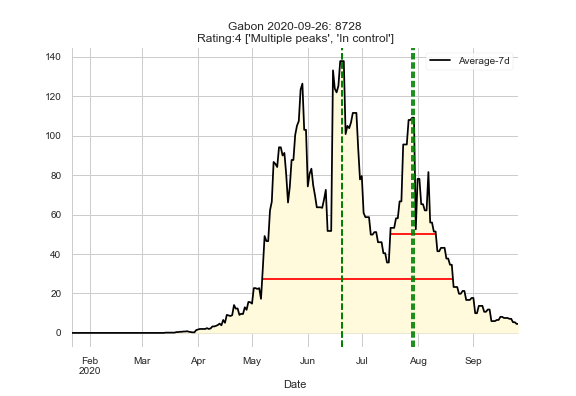 Gabon 2020-09-26: 8728
Rating:4 ['Multiple peaks', 'In control']
Average-7d
140
120
100
80
60
40
20
0
Feb Mar Apr May Jun Jul Aug Sep
2020
Date